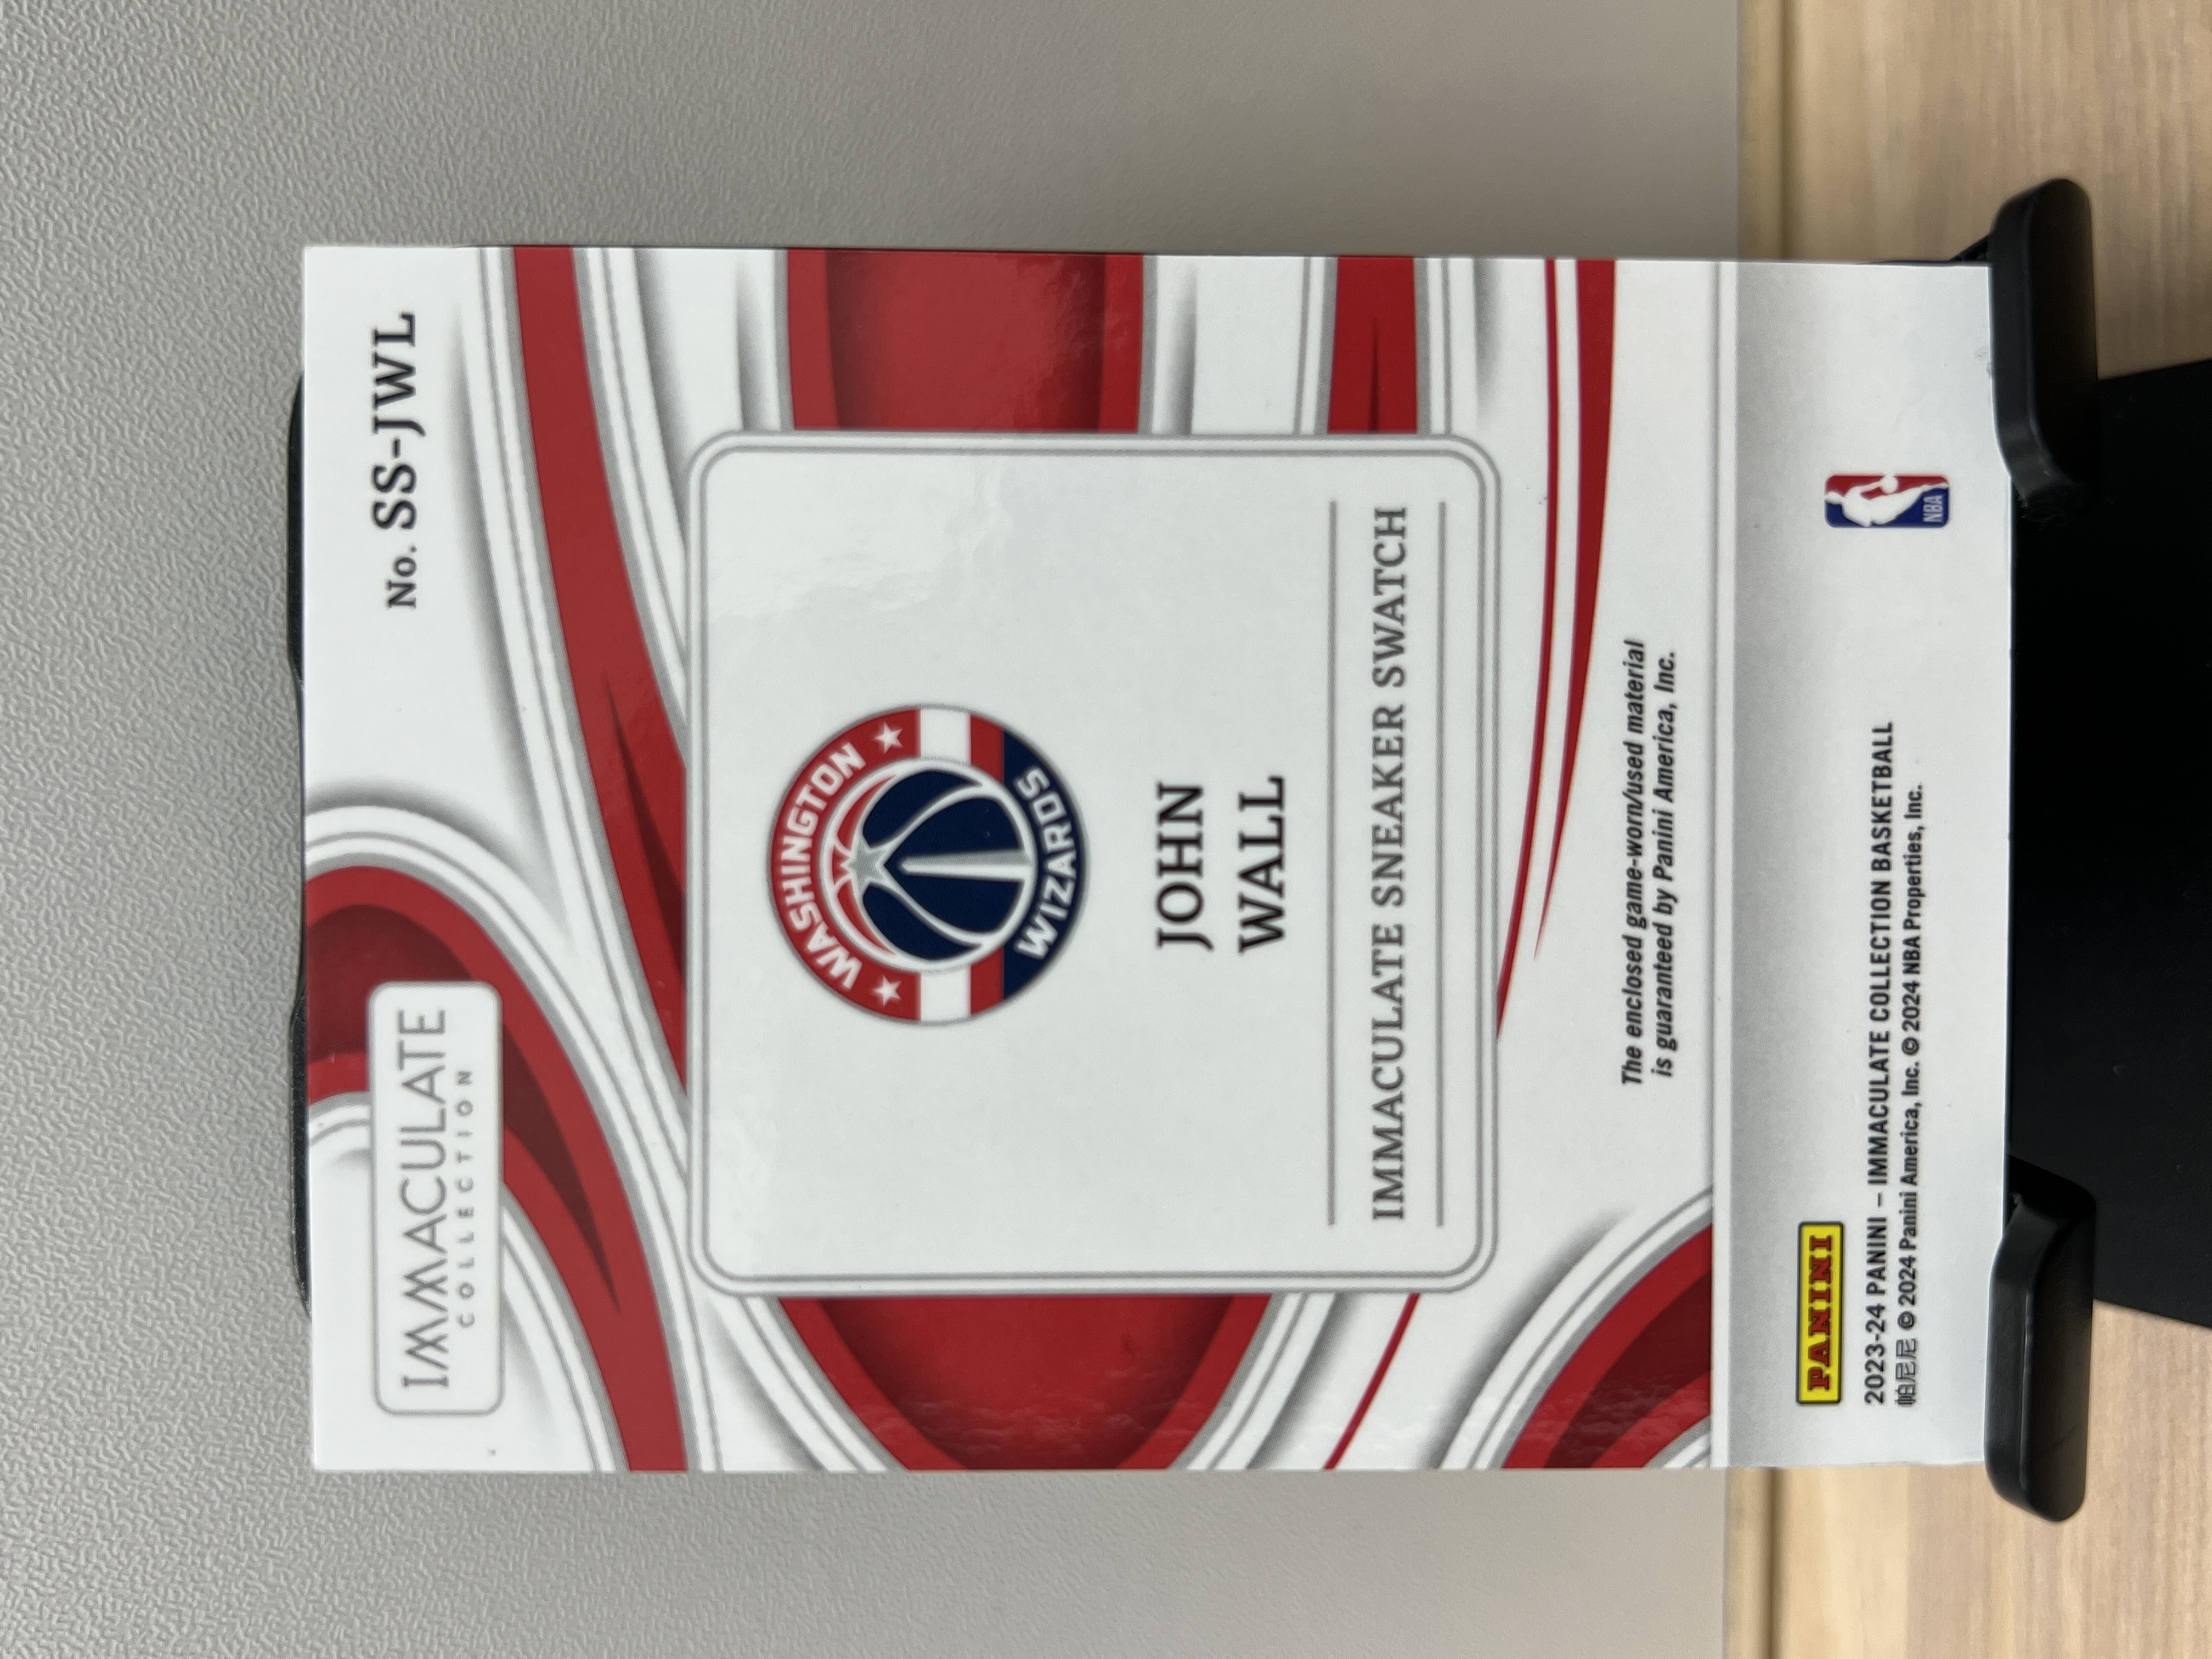 IMMACULATE
COLLECTION
No. SS-JWL
WASHINGTON
WIZARDS
JOHN
WALL
IMMACULATE SNEAKER SWATCH
The enclosed game-worn/used material
is guaranteed by Panini America, Inc.
PANINI
NBA
2023-24 PANINI – IMMACULATE COLLECTION BASKETBALL
帕尼尼 © 2024 Panini America, Inc. © 2024 NBA Properties, Inc.